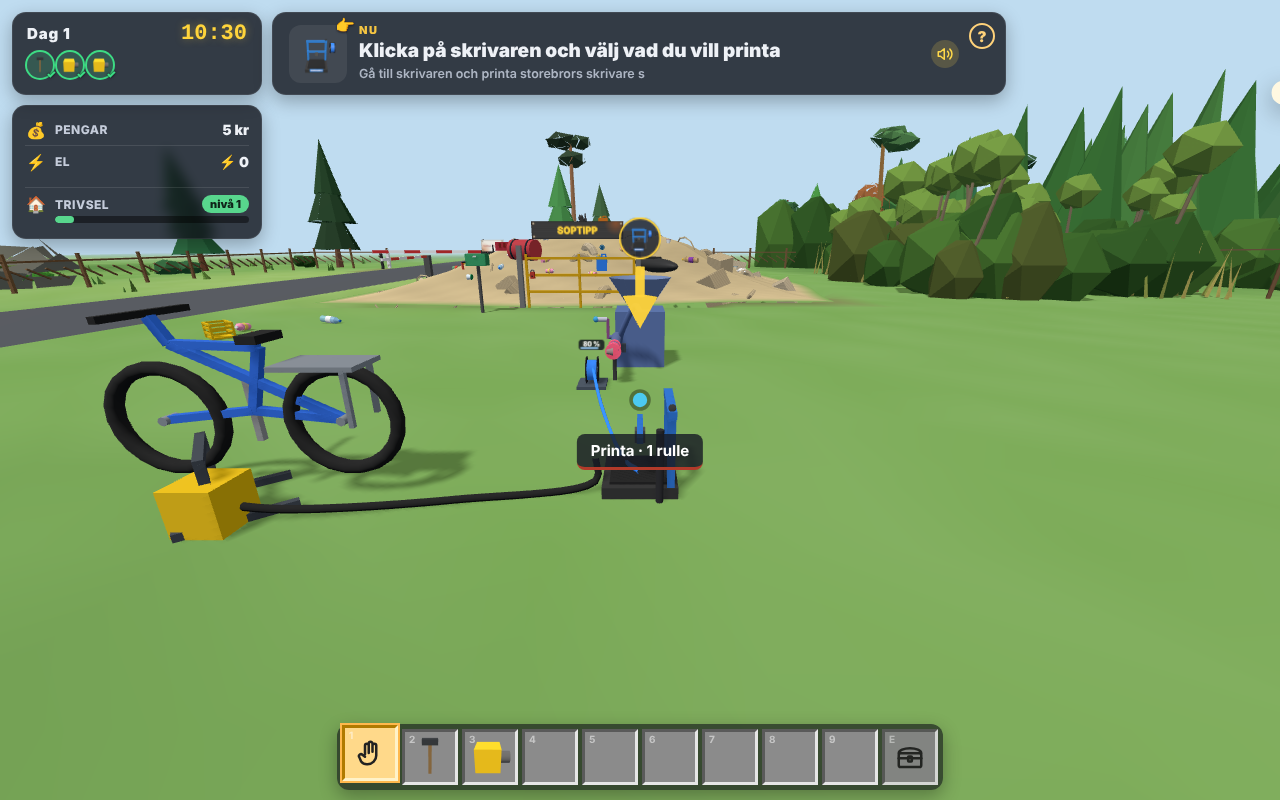 Dag 1
10:30
NU
Klicka på skrivaren och välj vad du vill printa
Gå till skrivaren och printa storebrors skrivare s
?
PENGAR
5 kr
EL
0
TRIVSEL
nivå 1
SOPTIPP
80 %
Printa · 1 rulle
1
2
3
4
5
6
7
8
9
E